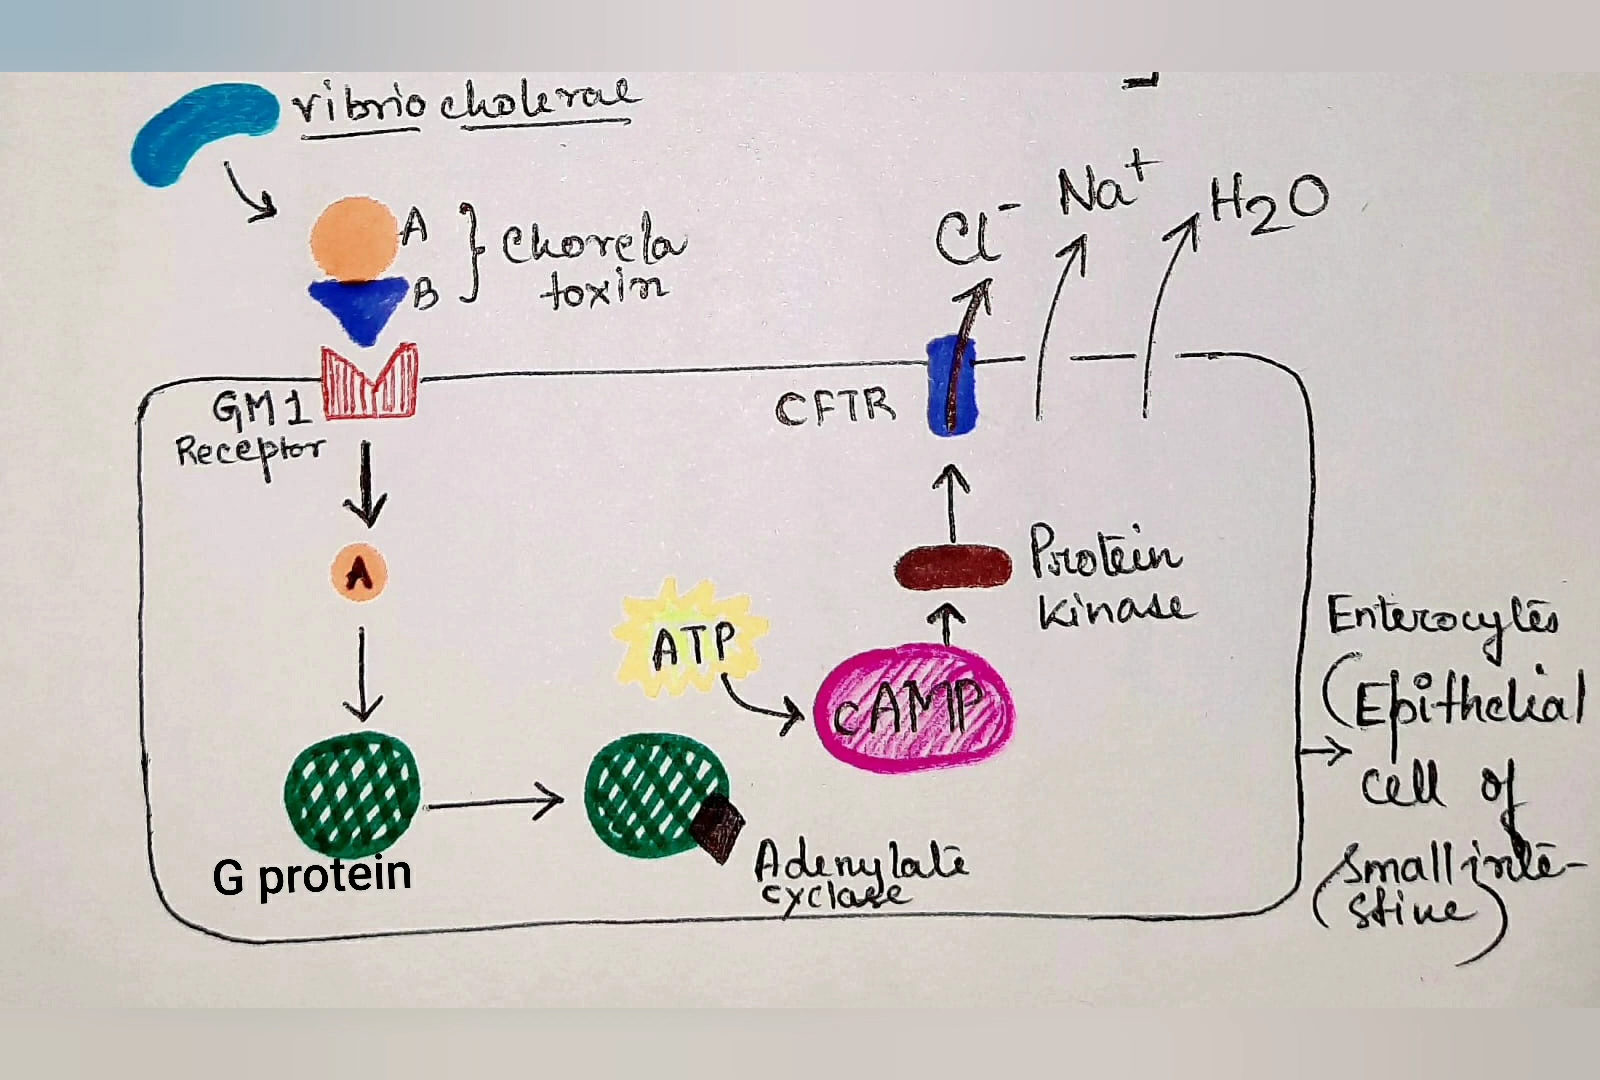 vibrio cholerae
A
B
Chorela
toxin
Cl⁻
Na⁺
H2O
GM1
Receptor
CFTR
A
Protein
kinase
ATP
cAMP
G protein
Adenylate
cyclase
Enterocytes
(Epithelial
cell of
small inte-
stine)